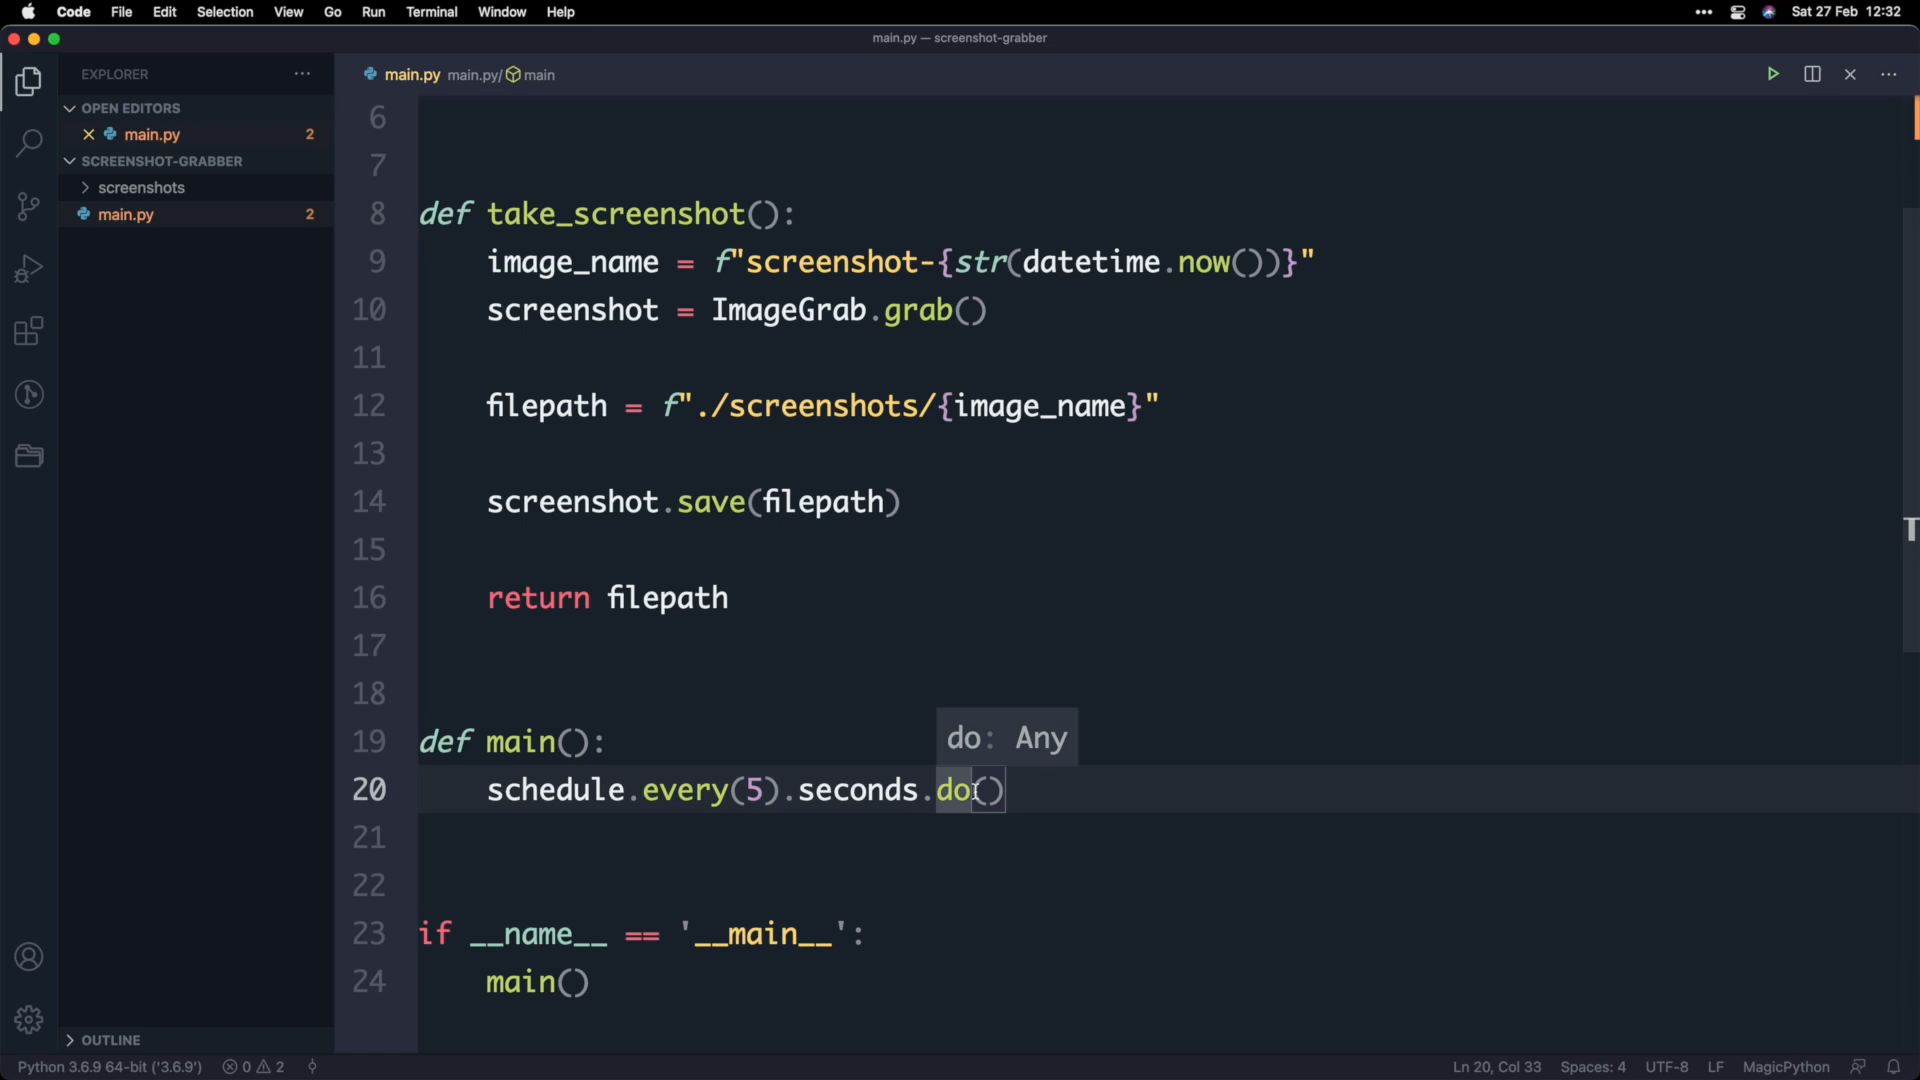 Code File Edit Selection View Go Run Terminal Window Help ••• Sat 27 Feb 12:32
main.py — screenshot-grabber
EXPLORER ···
main.py main.py/ main ···
OPEN EDITORS
main.py 2
SCREENSHOT-GRABBER
screenshots
main.py 2
6
7
8 def take_screenshot():
9 image_name = f"screenshot-{str(datetime.now())}"
10 screenshot = ImageGrab.grab()
11
12 filepath = f"./screenshots/{image_name}"
13
14 screenshot.save(filepath)
15
16 return filepath
17
18
do: Any
19 def main():
20 schedule.every(5).seconds.do()
21
22
23 if __name__ == '__main__':
24 main()
OUTLINE
Python 3.6.9 64-bit ('3.6.9') 0 2 Ln 20, Col 33 Spaces: 4 UTF-8 LF MagicPython